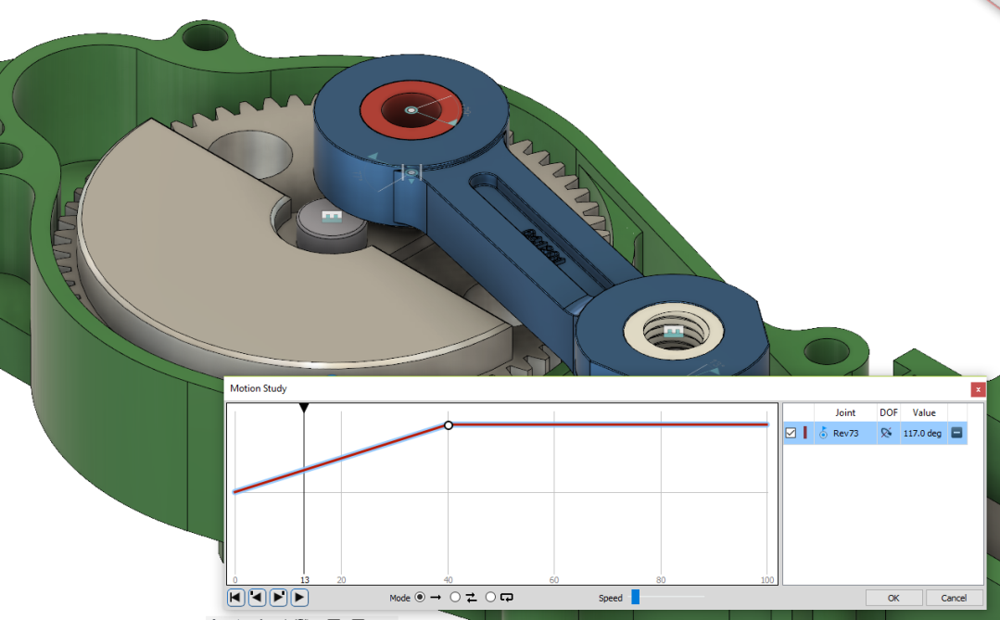 Motion Study
x
Joint DOF Value
Rev73 117.0 deg
0 13 20 40 60 80 100
Mode Speed OK Cancel